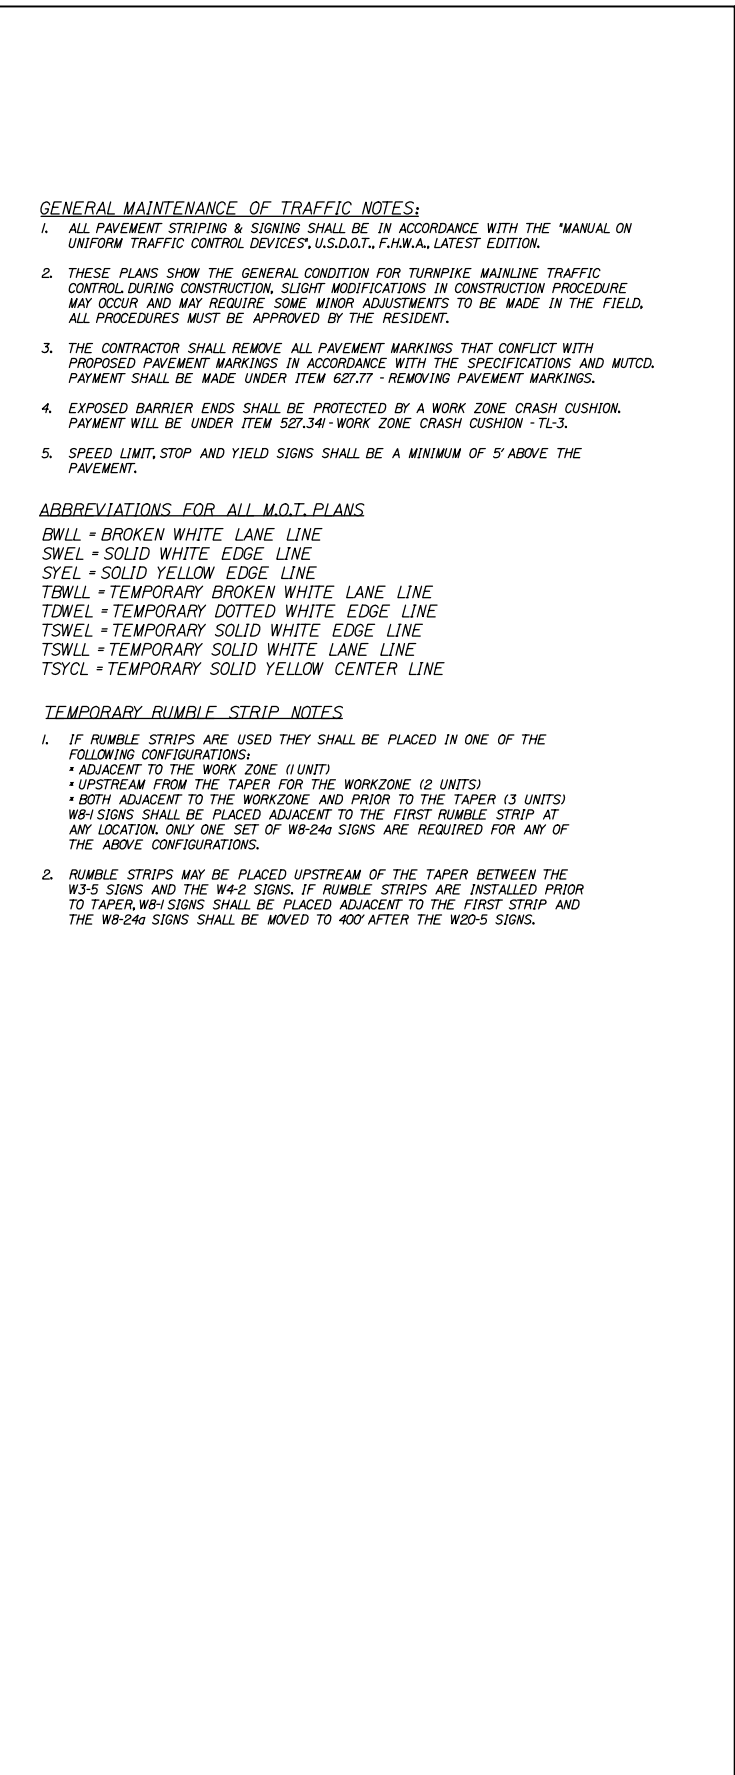 GENERAL MAINTENANCE OF TRAFFIC NOTES:
1. ALL PAVEMENT STRIPING & SIGNING SHALL BE IN ACCORDANCE WITH THE "MANUAL ON
UNIFORM TRAFFIC CONTROL DEVICES", U.S.D.O.T., F.H.W.A., LATEST EDITION.
2. THESE PLANS SHOW THE GENERAL CONDITION FOR TURNPIKE MAINLINE TRAFFIC
CONTROL. DURING CONSTRUCTION, SLIGHT MODIFICATIONS IN CONSTRUCTION PROCEDURE
MAY OCCUR AND MAY REQUIRE SOME MINOR ADJUSTMENTS TO BE MADE IN THE FIELD,
ALL PROCEDURES MUST BE APPROVED BY THE RESIDENT.
3. THE CONTRACTOR SHALL REMOVE ALL PAVEMENT MARKINGS THAT CONFLICT WITH
PROPOSED PAVEMENT MARKINGS IN ACCORDANCE WITH THE SPECIFICATIONS AND MUTCD.
PAYMENT SHALL BE MADE UNDER ITEM 627.77 - REMOVING PAVEMENT MARKINGS.
4. EXPOSED BARRIER ENDS SHALL BE PROTECTED BY A WORK ZONE CRASH CUSHION.
PAYMENT WILL BE UNDER ITEM 527.341 - WORK ZONE CRASH CUSHION - TL-3.
5. SPEED LIMIT, STOP AND YIELD SIGNS SHALL BE A MINIMUM OF 5' ABOVE THE
PAVEMENT.
ABBREVIATIONS FOR ALL M.O.T. PLANS
BWLL = BROKEN WHITE LANE LINE
SWEL = SOLID WHITE EDGE LINE
SYEL = SOLID YELLOW EDGE LINE
TBWLL = TEMPORARY BROKEN WHITE LANE LINE
TDWEL = TEMPORARY DOTTED WHITE EDGE LINE
TSWEL = TEMPORARY SOLID WHITE EDGE LINE
TSWLL = TEMPORARY SOLID WHITE LANE LINE
TSYCL = TEMPORARY SOLID YELLOW CENTER LINE
TEMPORARY RUMBLE STRIP NOTES
1. IF RUMBLE STRIPS ARE USED THEY SHALL BE PLACED IN ONE OF THE
FOLLOWING CONFIGURATIONS:
* ADJACENT TO THE WORK ZONE (1 UNIT)
* UPSTREAM FROM THE TAPER FOR THE WORKZONE (2 UNITS)
* BOTH ADJACENT TO THE WORKZONE AND PRIOR TO THE TAPER (3 UNITS)
W8-1 SIGNS SHALL BE PLACED ADJACENT TO THE FIRST RUMBLE STRIP AT
ANY LOCATION. ONLY ONE SET OF W8-24a SIGNS ARE REQUIRED FOR ANY OF
THE ABOVE CONFIGURATIONS.
2. RUMBLE STRIPS MAY BE PLACED UPSTREAM OF THE TAPER BETWEEN THE
W3-5 SIGNS AND THE W4-2 SIGNS. IF RUMBLE STRIPS ARE INSTALLED PRIOR
TO TAPER, W8-1 SIGNS SHALL BE PLACED ADJACENT TO THE FIRST STRIP AND
THE W8-24a SIGNS SHALL BE MOVED TO 400' AFTER THE W20-5 SIGNS.